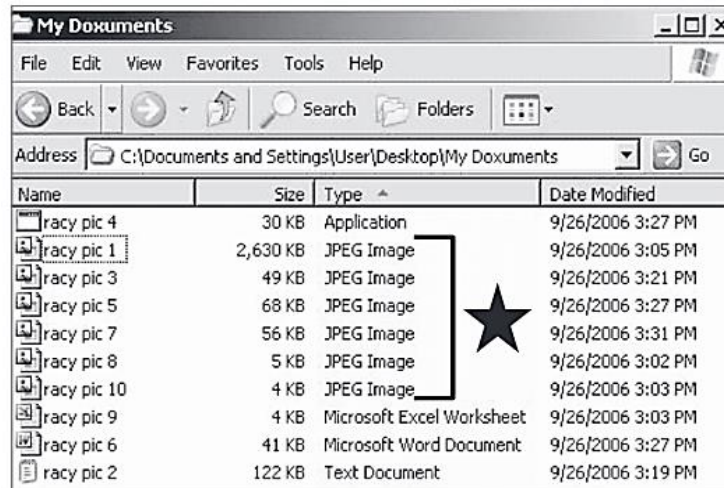 My Doxuments
File Edit View Favorites Tools Help
Back Search Folders
Address C:\Documents and Settings\User\Desktop\My Doxuments Go
Name Size Type Date Modified
racy pic 4 30 KB Application 9/26/2006 3:27 PM
racy pic 1 2,630 KB JPEG Image 9/26/2006 3:05 PM
racy pic 3 49 KB JPEG Image 9/26/2006 3:21 PM
racy pic 5 68 KB JPEG Image 9/26/2006 3:27 PM
racy pic 7 56 KB JPEG Image 9/26/2006 3:31 PM
racy pic 8 5 KB JPEG Image 9/26/2006 3:02 PM
racy pic 10 4 KB JPEG Image 9/26/2006 3:03 PM
racy pic 9 4 KB Microsoft Excel Worksheet 9/26/2006 3:03 PM
racy pic 6 41 KB Microsoft Word Document 9/26/2006 3:27 PM
racy pic 2 122 KB Text Document 9/26/2006 3:19 PM